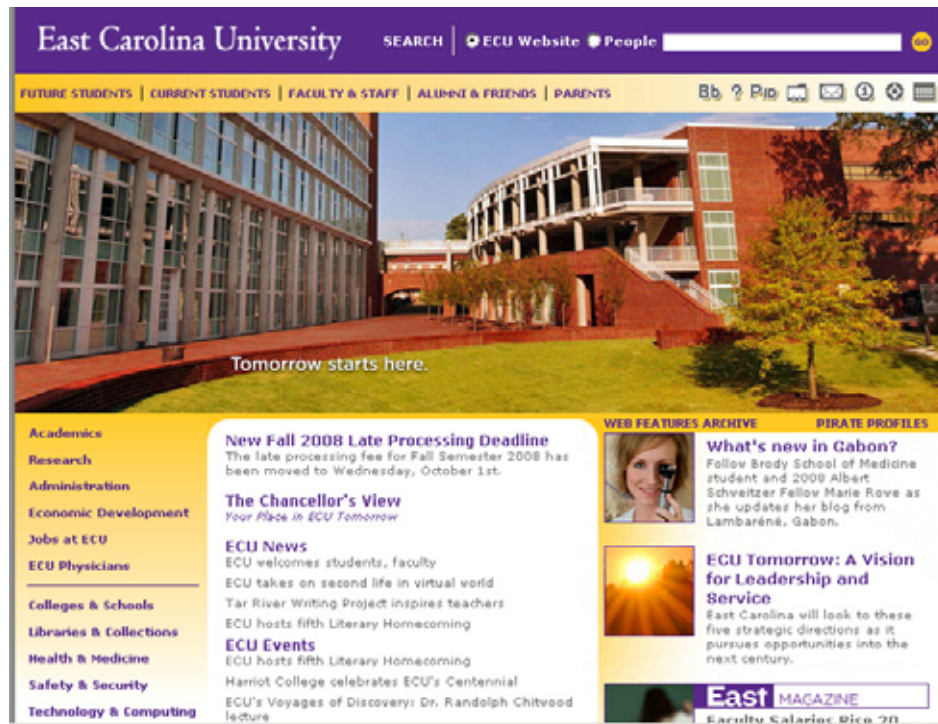 East Carolina University
SEARCH ECU Website People GO
FUTURE STUDENTS | CURRENT STUDENTS | FACULTY & STAFF | ALUMNI & FRIENDS | PARENTS
Bb ? PID
Tomorrow starts here.
Academics
Research
Administration
Economic Development
Jobs at ECU
ECU Physicians
Colleges & Schools
Libraries & Collections
Health & Medicine
Safety & Security
Technology & Computing
New Fall 2008 Late Processing Deadline
The late processing fee for Fall Semester 2008 has
been moved to Wednesday, October 1st.
The Chancellor's View
Your Place in ECU Tomorrow
ECU News
ECU welcomes students, faculty
ECU takes on second life in virtual world
Tar River Writing Project inspires teachers
ECU hosts fifth Literary Homecoming
ECU Events
ECU hosts fifth Literary Homecoming
Harriot College celebrates ECU's Centennial
ECU's Voyages of Discovery: Dr. Randolph Chitwood
lecture
WEB FEATURES ARCHIVE
PIRATE PROFILES
What's new in Gabon?
Follow Brody School of Medicine
student and 2008 Albert
Schweitzer Fellow Marie Rowe as
she updates her blog from
Lambaréné, Gabon.
ECU Tomorrow: A Vision
for Leadership and
Service
East Carolina will look to these
five strategic directions as it
pursues opportunities into the
next century.
East MAGAZINE
Faculty Salaries Rise 20